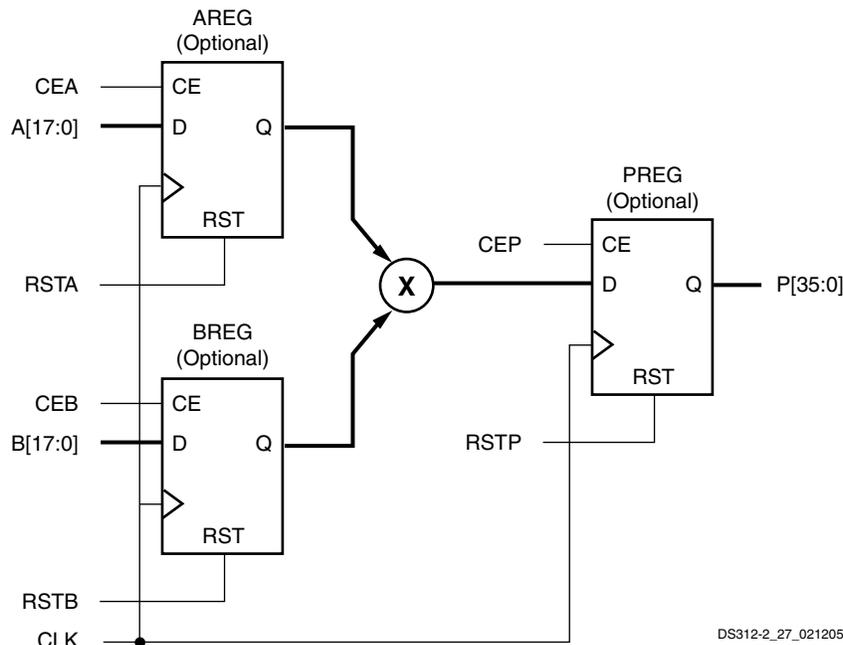 AREG
(Optional)
CEA
CE
A[17:0]
D
Q
RST
RSTA
PREG
(Optional)
CEP
CE
D
Q
P[35:0]
RST
RSTP
X
BREG
(Optional)
CEB
CE
B[17:0]
D
Q
RST
RSTB
CLK
DS312-2_27_021205